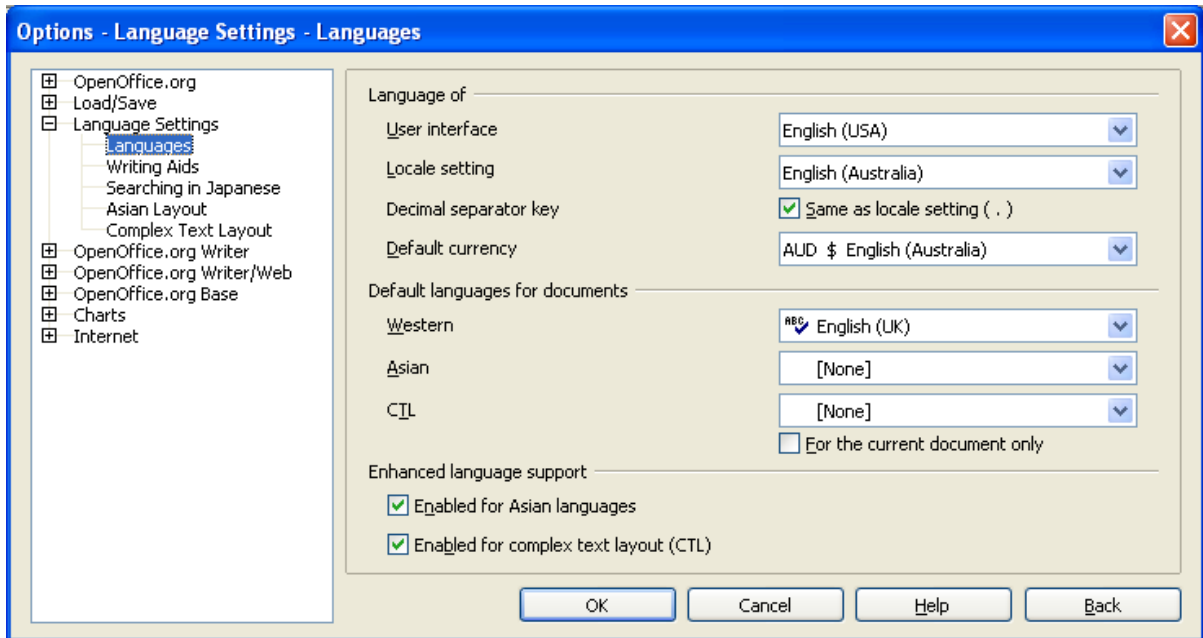 Options - Language Settings - Languages
OpenOffice.org
Load/Save
Language Settings
Languages
Writing Aids
Searching in Japanese
Asian Layout
Complex Text Layout
OpenOffice.org Writer
OpenOffice.org Writer/Web
OpenOffice.org Base
Charts
Internet
Language of
User interface English (USA)
Locale setting English (Australia)
Decimal separator key Same as locale setting ( . )
Default currency AUD $ English (Australia)
Default languages for documents
Western ABC English (UK)
Asian [None]
CTL [None]
For the current document only
Enhanced language support
Enabled for Asian languages
Enabled for complex text layout (CTL)
OK Cancel Help Back